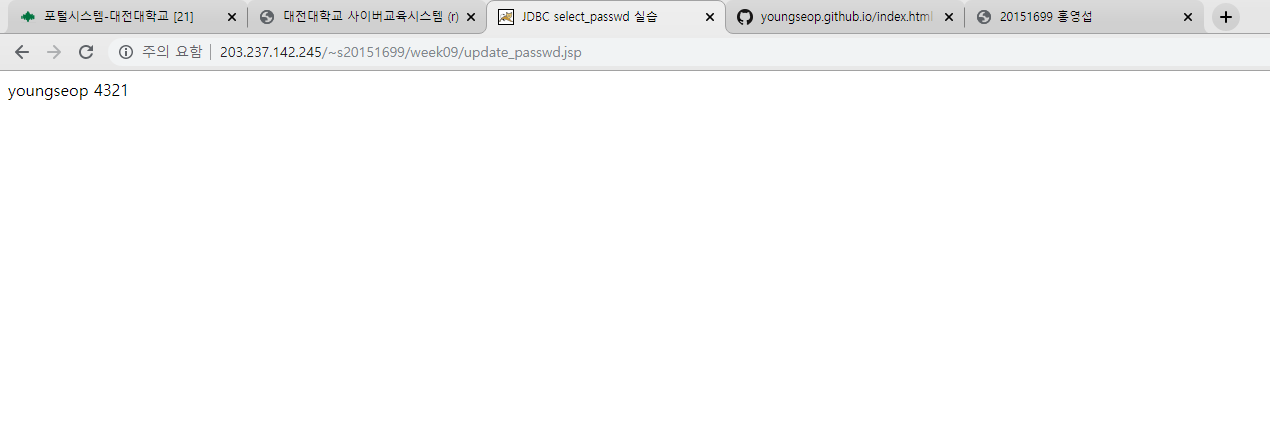 포털시스템-대전대학교 [21]
대전대학교 사이버교육시스템 (r)
JDBC select_passwd 실습
youngseop.github.io/index.html
20151699 홍영섭
주의 요함 203.237.142.245/~s20151699/week09/update_passwd.jsp
youngseop 4321